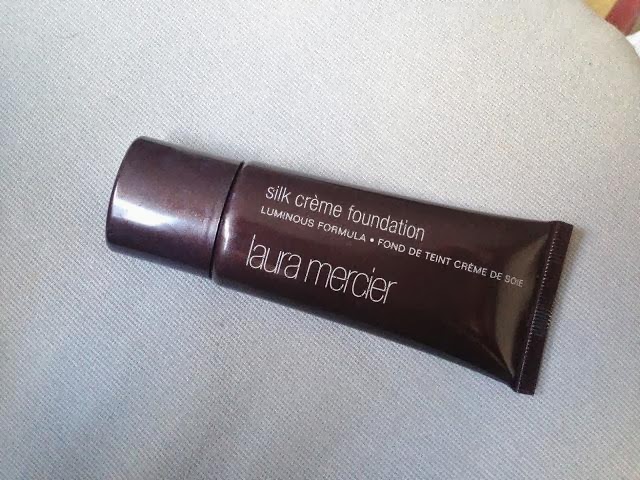 silk crème foundation
LUMINOUS FORMULA • FOND DE TEINT CRÈME DE SOIE
laura mercier